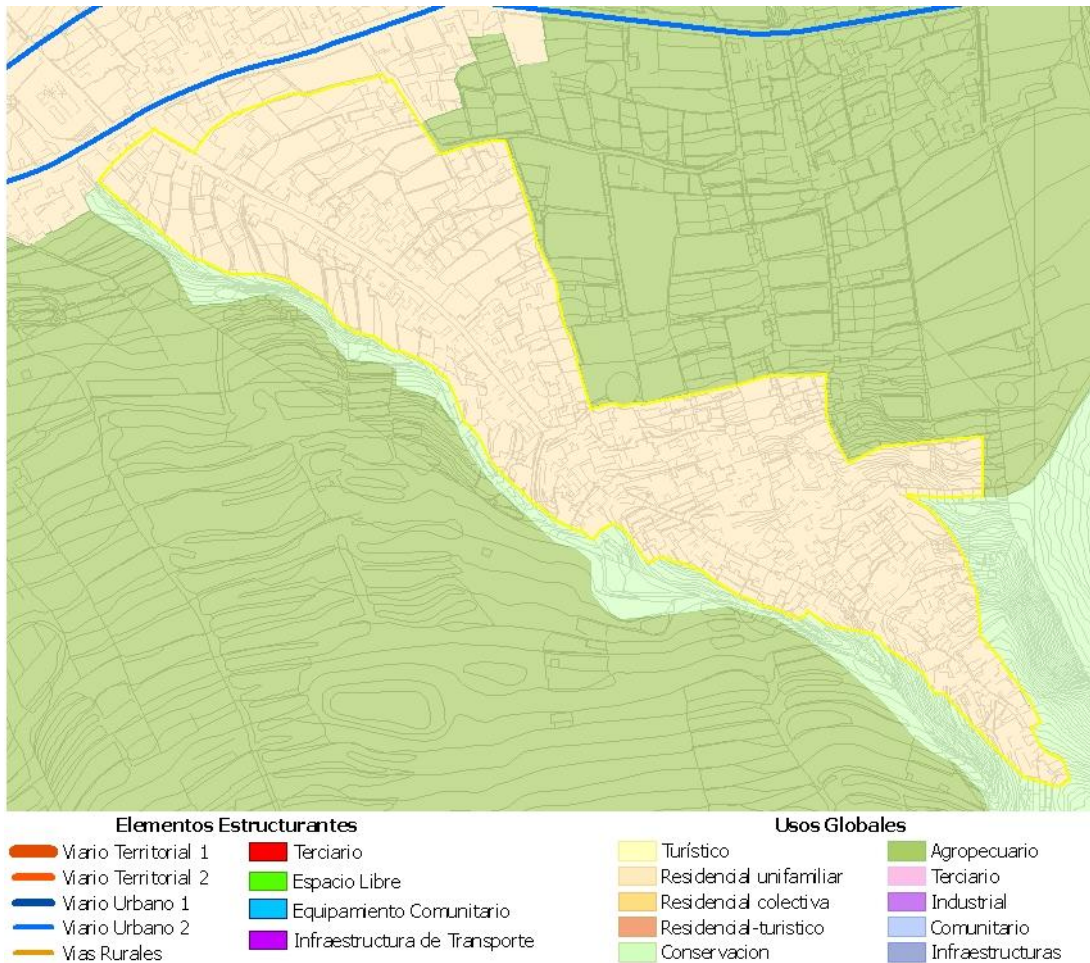 Elementos Estructurantes
Viario Territorial 1
Viario Territorial 2
Viario Urbano 1
Viario Urbano 2
Vias Rurales
Terciario
Espacio Libre
Equipamiento Comunitario
Infraestructura de Transporte
Usos Globales
Turístico
Residencial unifamiliar
Residencial colectiva
Residencial-turistico
Conservacion
Agropecuario
Terciario
Industrial
Comunitario
Infraestructuras